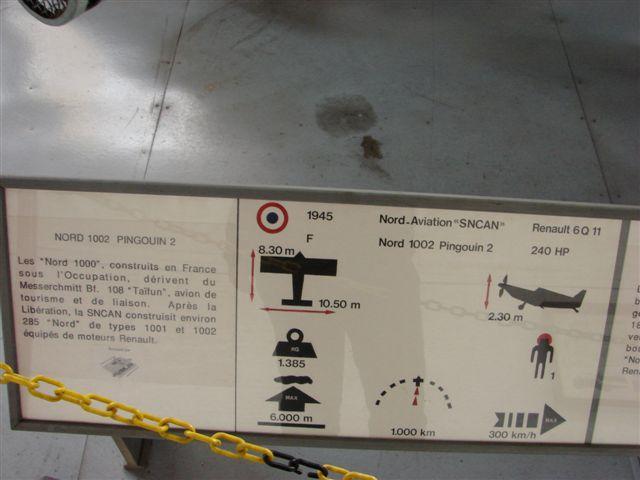 NORD 1002 PINGOUIN 2
Les "Nord 1000", construits en France
sous l'Occupation, dérivent du
Messerchmitt Bf. 108 "Taïfun", avion de
tourisme et de liaison. Après la
Libération, la SNCAN construisit environ
285 "Nord" de types 1001 et 1002
équipés de moteurs Renault.
1945
F
Nord-Aviation "SNCAN"
Renault 6Q 11
Nord 1002 Pingouin 2
240 HP
8.30 m
10.50 m
2.30 m
KG
1.385
1
MAX
6.000 m
1.000 km
MAX
300 km/h